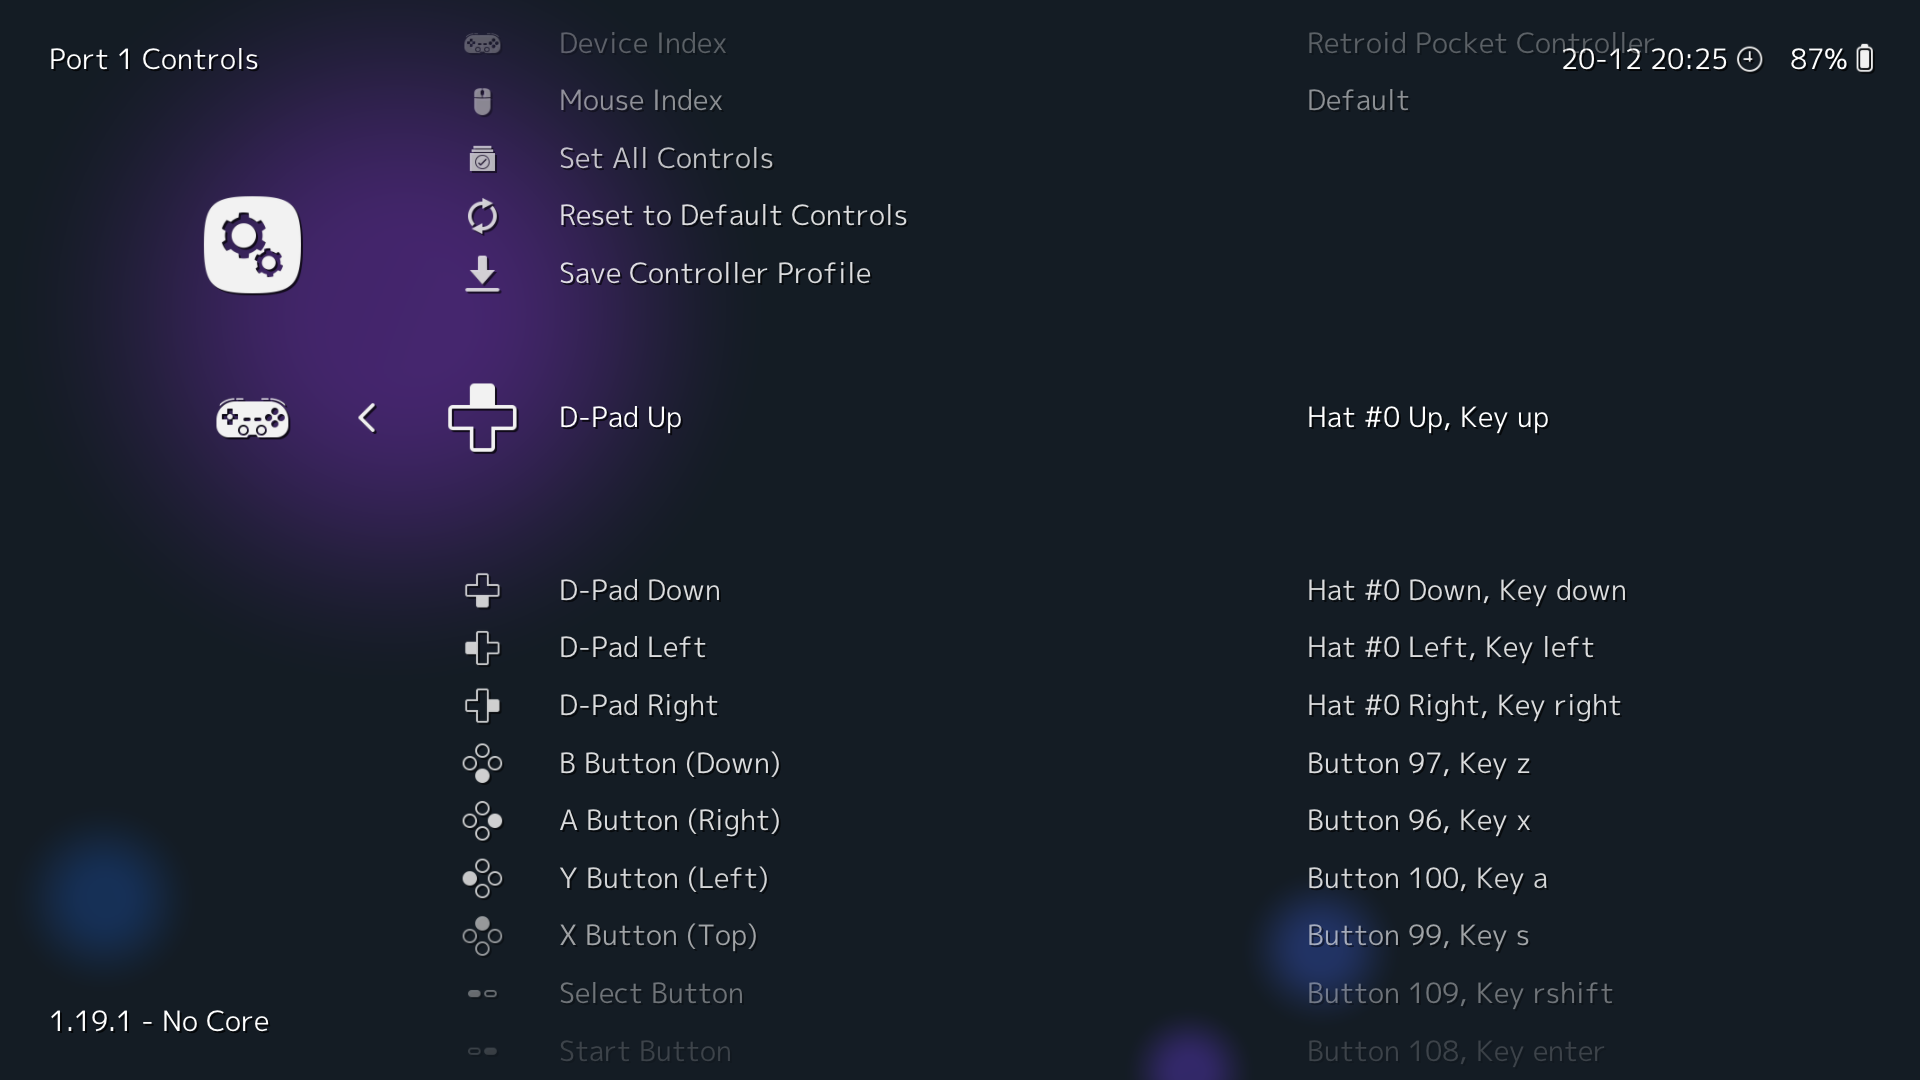 Port 1 Controls
20-12 20:25 87%
Device Index Retroid Pocket Controller
Mouse Index Default
Set All Controls
Reset to Default Controls
Save Controller Profile
D-Pad Up Hat #0 Up, Key up
D-Pad Down Hat #0 Down, Key down
D-Pad Left Hat #0 Left, Key left
D-Pad Right Hat #0 Right, Key right
B Button (Down) Button 97, Key z
A Button (Right) Button 96, Key x
Y Button (Left) Button 100, Key a
X Button (Top) Button 99, Key s
Select Button Button 109, Key rshift
Start Button Button 108, Key enter
1.19.1 - No Core